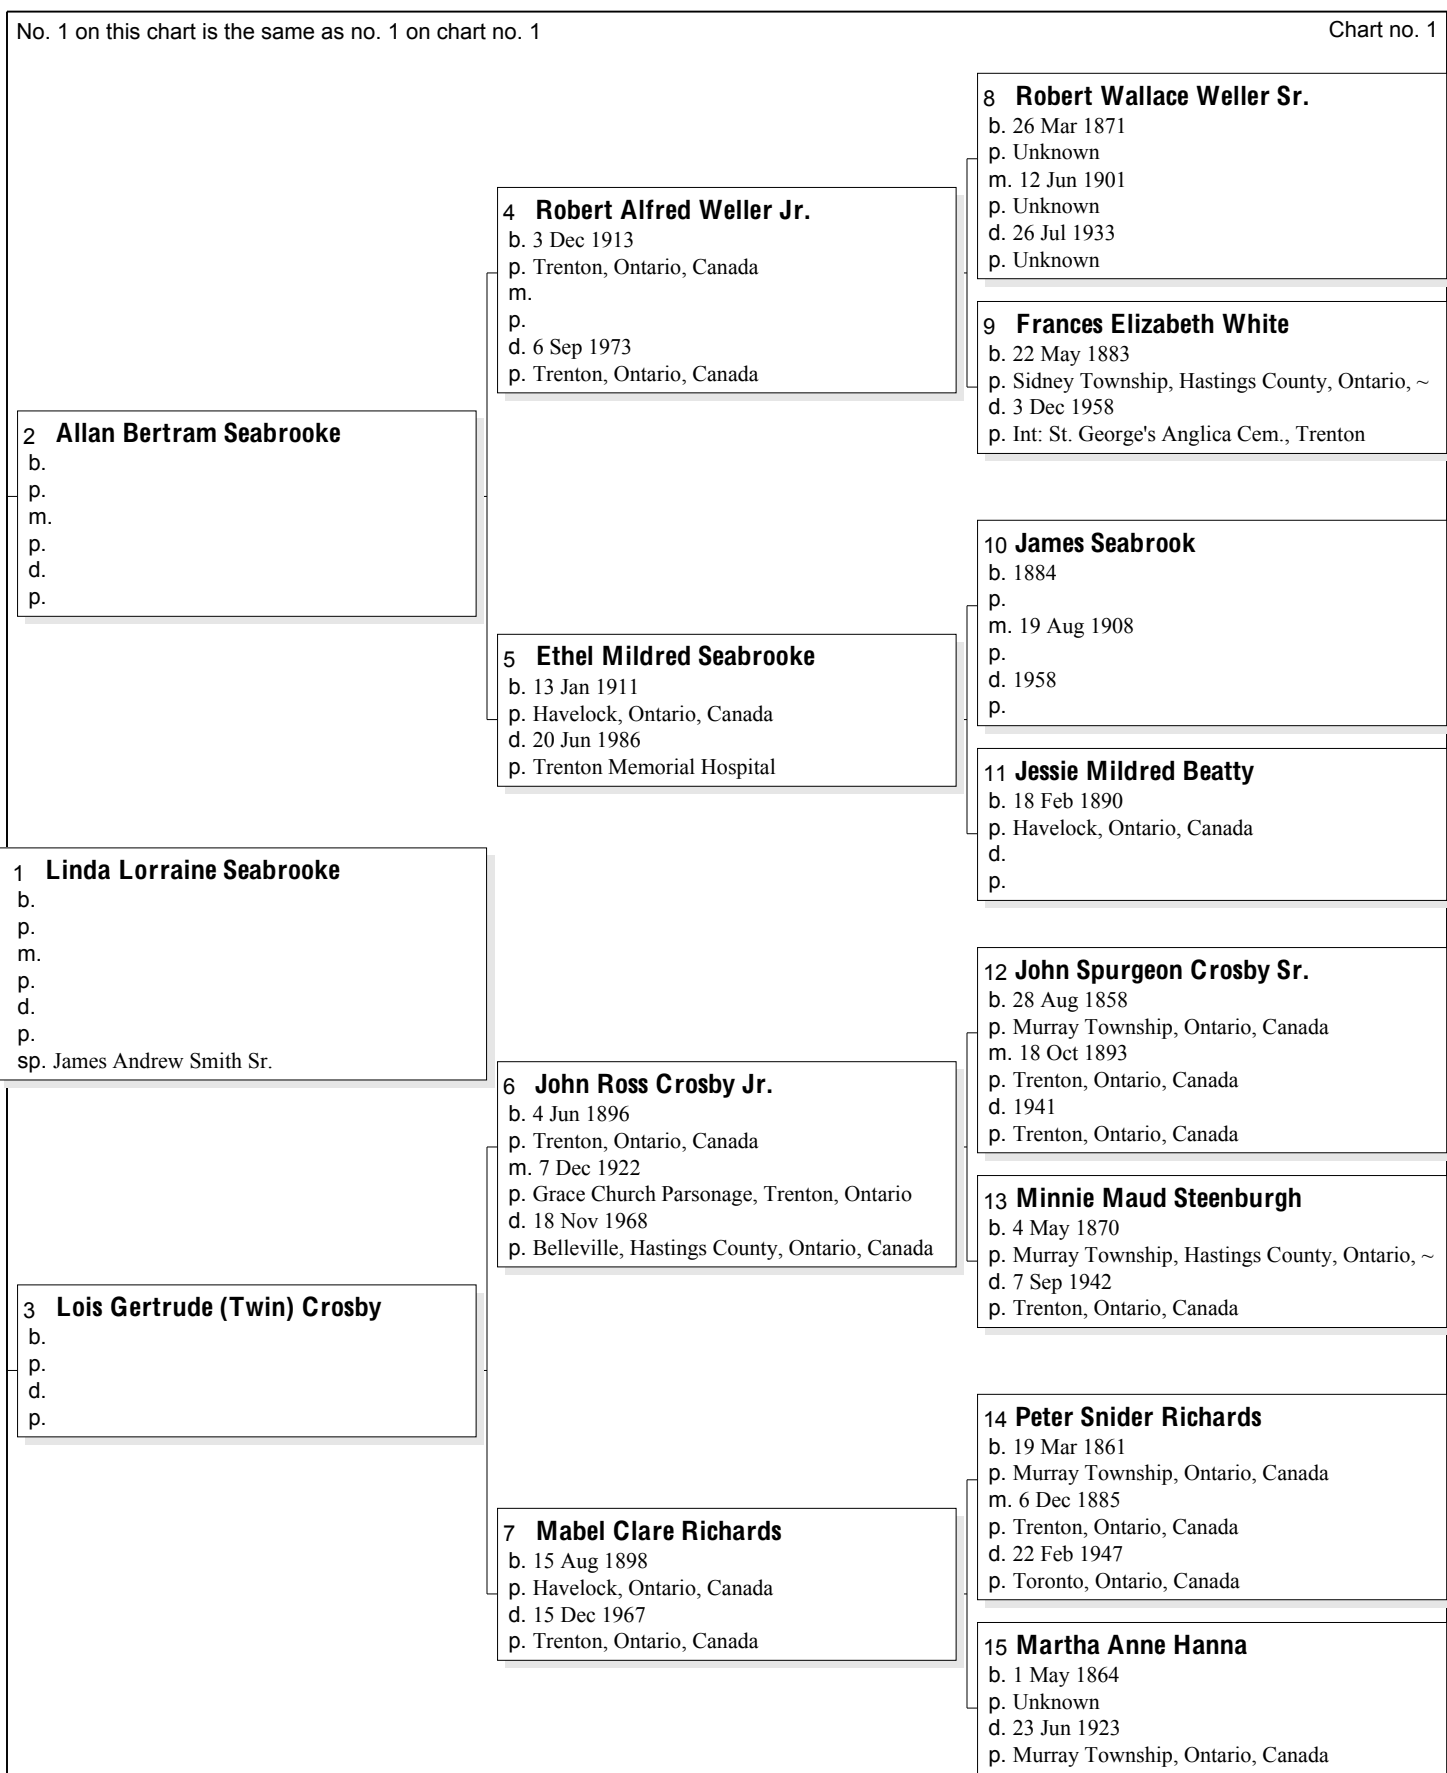 No. 1 on this chart is the same as no. 1 on chart no. 1
Chart no. 1
8 Robert Wallace Weller Sr.
b. 26 Mar 1871
p. Unknown
m. 12 Jun 1901
p. Unknown
d. 26 Jul 1933
p. Unknown
4 Robert Alfred Weller Jr.
b. 3 Dec 1913
p. Trenton, Ontario, Canada
m.
p.
d. 6 Sep 1973
p. Trenton, Ontario, Canada
9 Frances Elizabeth White
b. 22 May 1883
p. Sidney Township, Hastings County, Ontario, ~
d. 3 Dec 1958
p. Int: St. George's Anglica Cem., Trenton
2 Allan Bertram Seabrooke
b.
p.
m.
p.
d.
p.
10 James Seabrook
b. 1884
p.
m. 19 Aug 1908
p.
d. 1958
p.
5 Ethel Mildred Seabrooke
b. 13 Jan 1911
p. Havelock, Ontario, Canada
d. 20 Jun 1986
p. Trenton Memorial Hospital
11 Jessie Mildred Beatty
b. 18 Feb 1890
p. Havelock, Ontario, Canada
d.
p.
1 Linda Lorraine Seabrooke
b.
p.
m.
p.
d.
p.
sp. James Andrew Smith Sr.
12 John Spurgeon Crosby Sr.
b. 28 Aug 1858
p. Murray Township, Ontario, Canada
m. 18 Oct 1893
p. Trenton, Ontario, Canada
d. 1941
p. Trenton, Ontario, Canada
6 John Ross Crosby Jr.
b. 4 Jun 1896
p. Trenton, Ontario, Canada
m. 7 Dec 1922
p. Grace Church Parsonage, Trenton, Ontario
d. 18 Nov 1968
p. Belleville, Hastings County, Ontario, Canada
13 Minnie Maud Steenburgh
b. 4 May 1870
p. Murray Township, Hastings County, Ontario, ~
d. 7 Sep 1942
p. Trenton, Ontario, Canada
3 Lois Gertrude (Twin) Crosby
b.
p.
d.
p.
14 Peter Snider Richards
b. 19 Mar 1861
p. Murray Township, Ontario, Canada
m. 6 Dec 1885
p. Trenton, Ontario, Canada
d. 22 Feb 1947
p. Toronto, Ontario, Canada
7 Mabel Clare Richards
b. 15 Aug 1898
p. Havelock, Ontario, Canada
d. 15 Dec 1967
p. Trenton, Ontario, Canada
15 Martha Anne Hanna
b. 1 May 1864
p. Unknown
d. 23 Jun 1923
p. Murray Township, Ontario, Canada